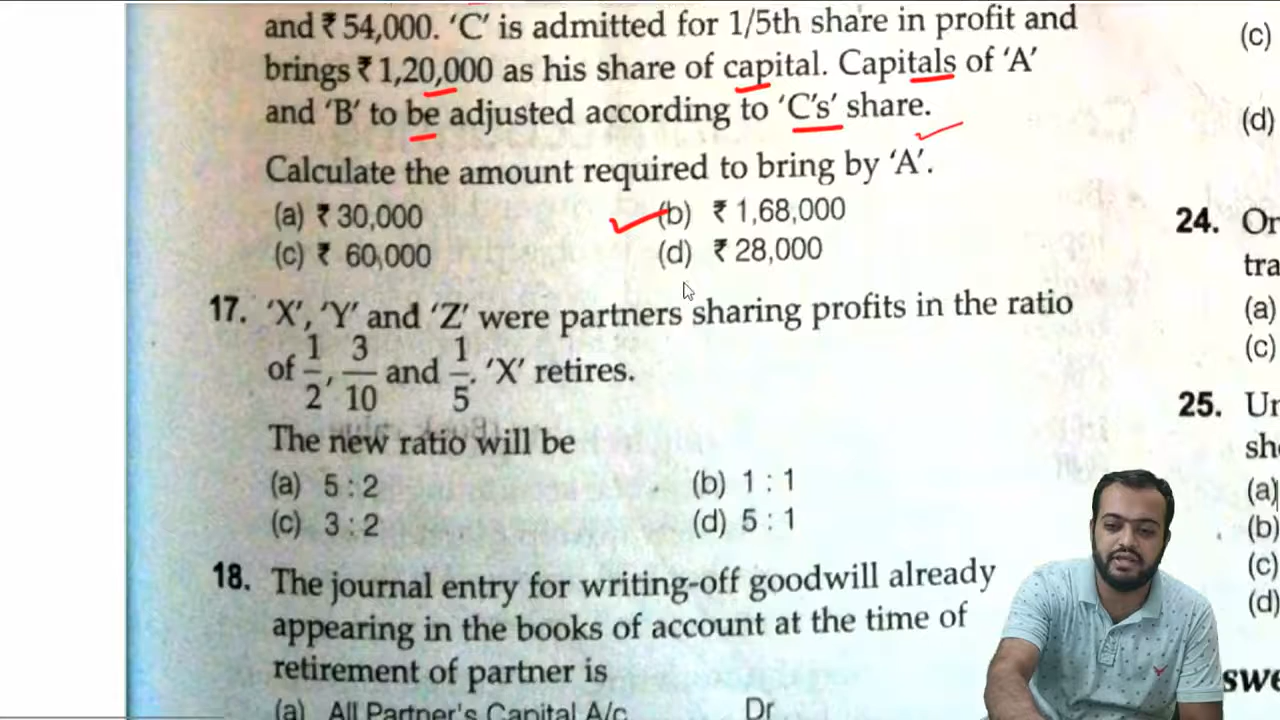 and ₹ 54,000. 'C' is admitted for 1/5th share in profit and
brings ₹ 1,20,000 as his share of capital. Capitals of 'A'
and 'B' to be adjusted according to 'C's' share.
Calculate the amount required to bring by 'A'.
(a) ₹ 30,000 (b) ₹ 1,68,000
(c) ₹ 60,000 (d) ₹ 28,000
17. 'X', 'Y' and 'Z' were partners sharing profits in the ratio
of 1/2, 3/10 and 1/5. 'X' retires.
The new ratio will be
(a) 5 : 2 (b) 1 : 1
(c) 3 : 2 (d) 5 : 1
18. The journal entry for writing-off goodwill already
appearing in the books of account at the time of
retirement of partner is
(a) All Partner's Capital A/c Dr
(c)
(d)
24. Or
tra
(a)
(c)
25. Ur
sh
(a)
(b)
(c)
(d)
swe